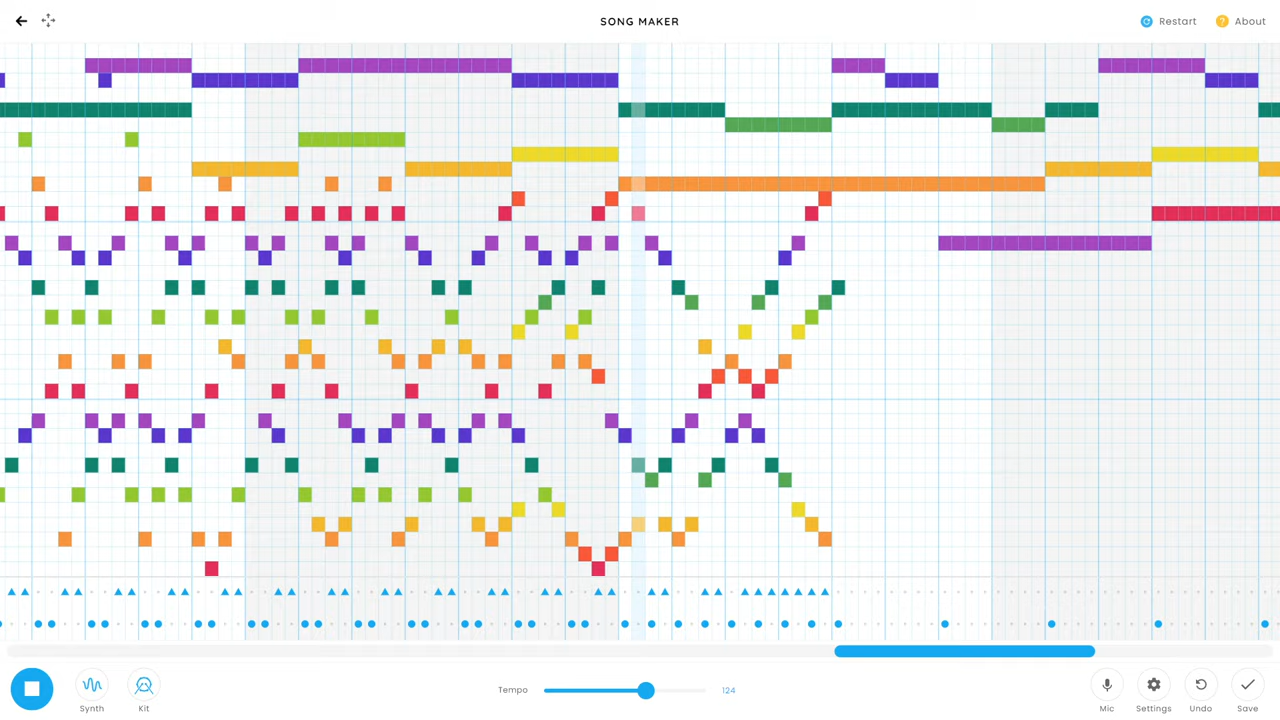 SONG MAKER
Restart
About
Tempo
124
Synth
Kit
Mic
Settings
Undo
Save